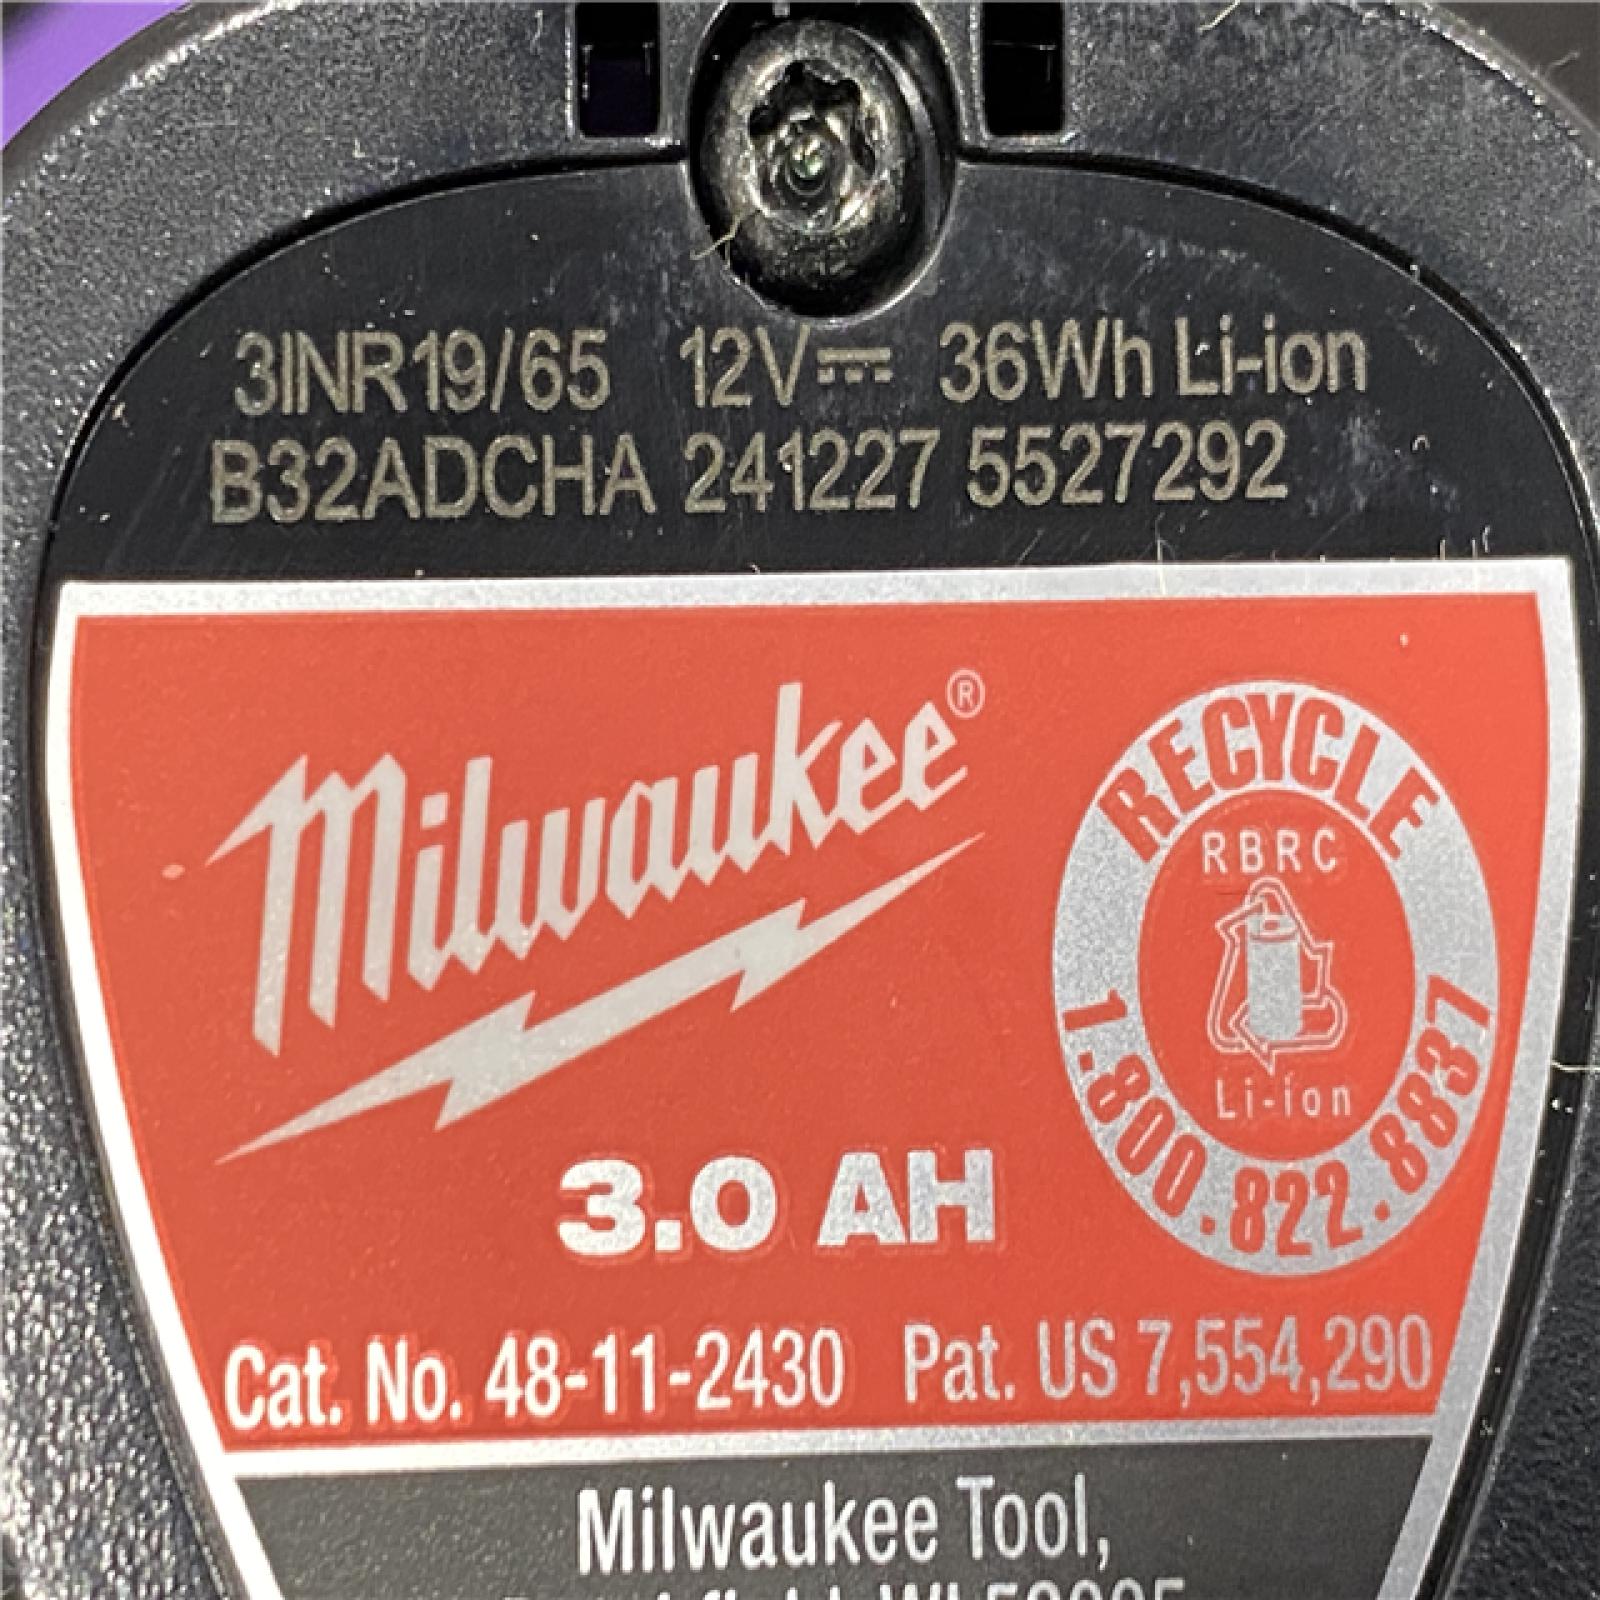 3INR19/65 12V⎓ 36Wh Li-ion
B32ADCHA 241227 5527292
Milwaukee®
RECYCLE
RBRC
Li-ion
1.800.822.8837
3.0 AH
Cat. No. 48-11-2430 Pat. US 7,554,290
Milwaukee Tool,